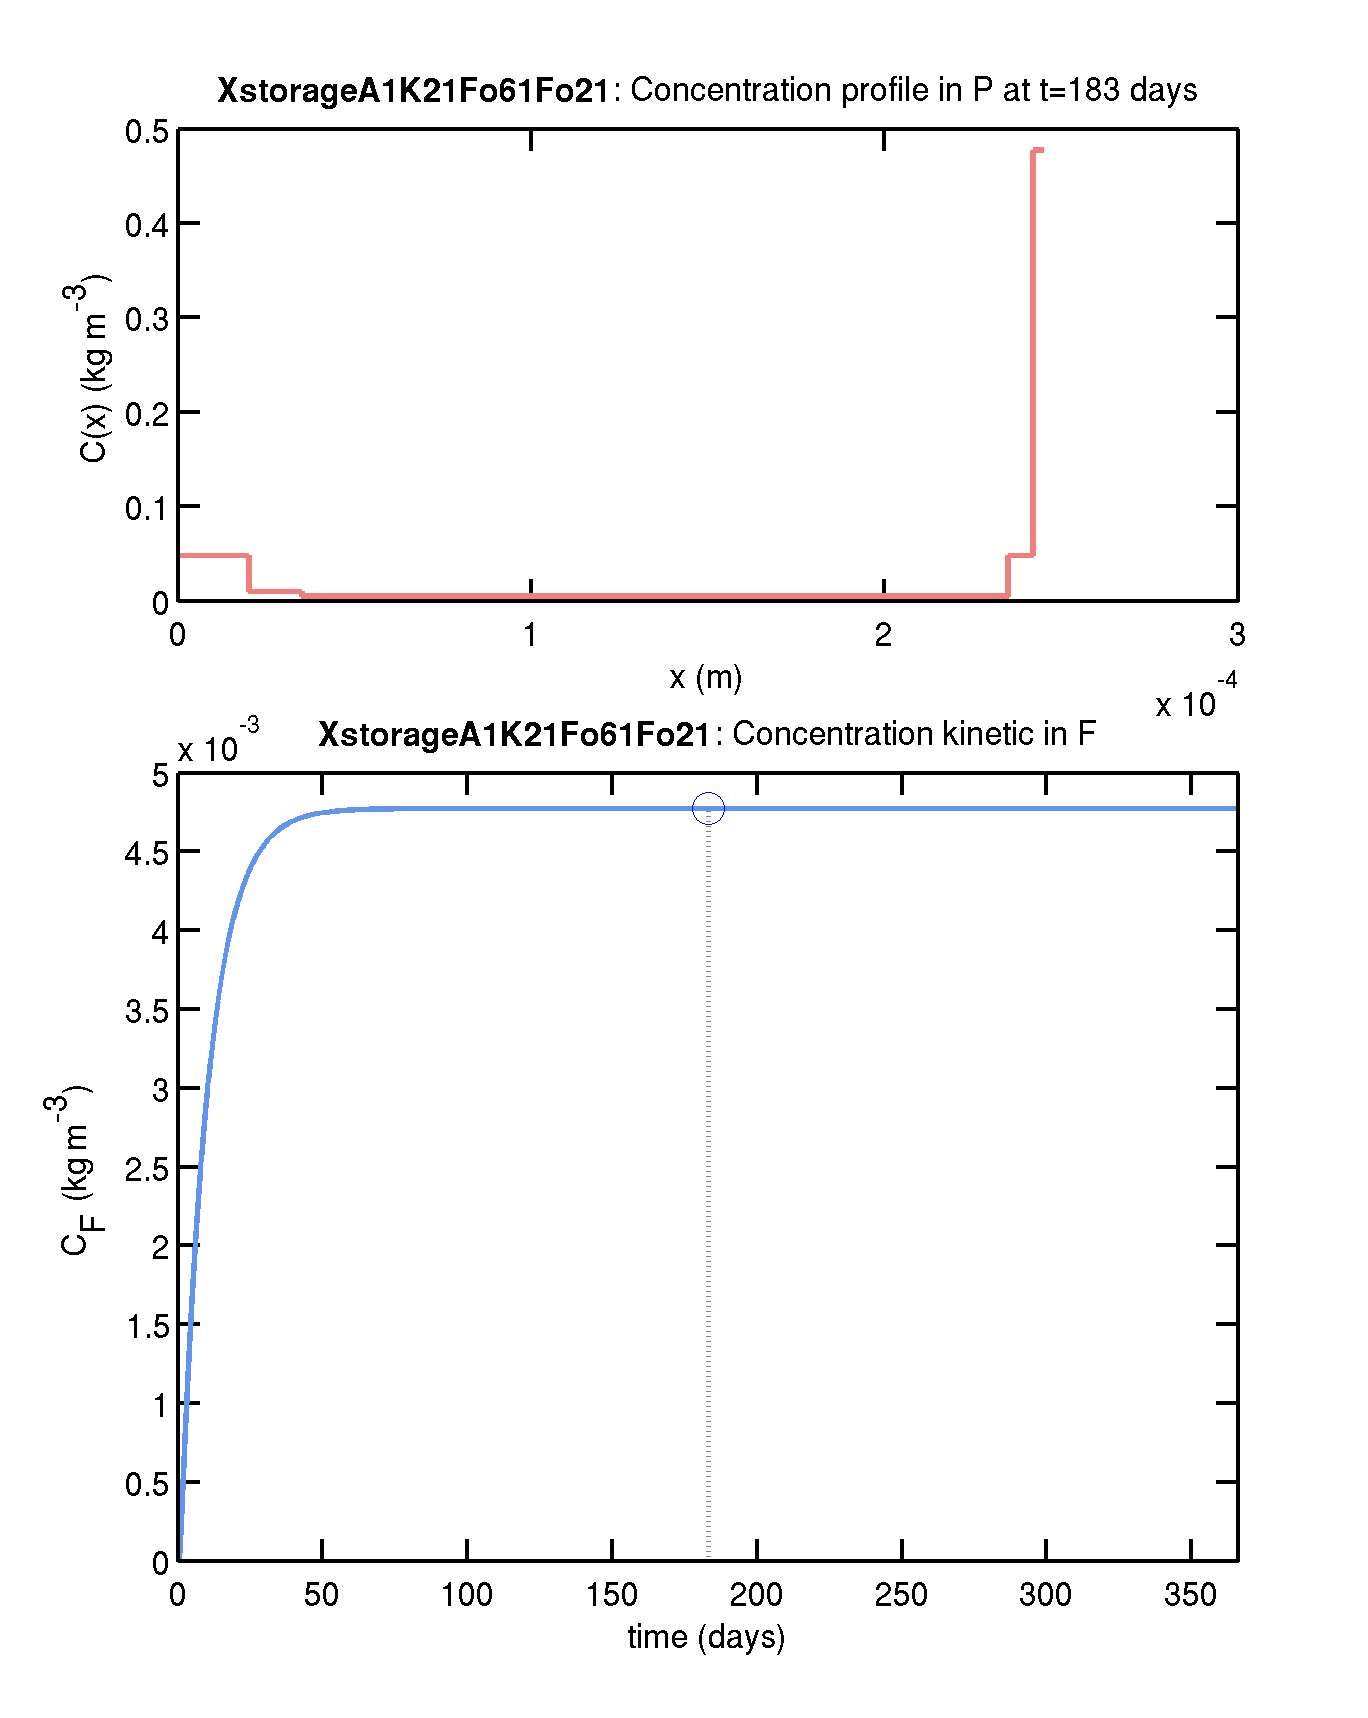 XstorageA1K21Fo61Fo21: Concentration profile in P at t=183 days
0.5
0.4
0.3
0.2
0.1
0
C(x) (kg m-3)
0 1 2 3
x (m)
x 10-4
XstorageA1K21Fo61Fo21: Concentration kinetic in F
x 10-3
5
4.5
4
3.5
3
2.5
2
1.5
1
0.5
0
CF (kg m-3)
0 50 100 150 200 250 300 350
time (days)